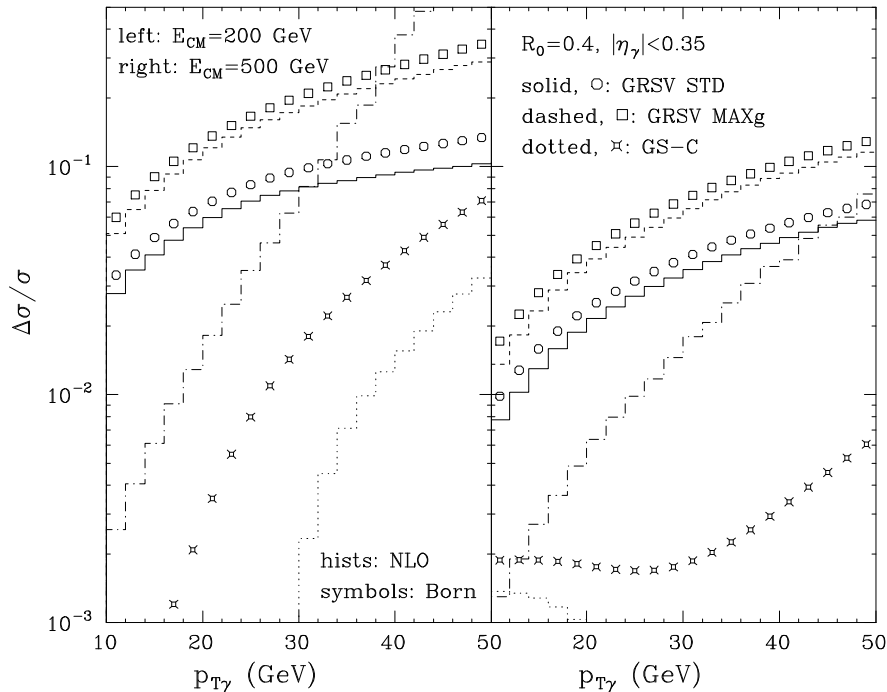 left: E_CM=200 GeV
right: E_CM=500 GeV
R_0=0.4, |η_γ|<0.35
solid, ○: GRSV STD
dashed, □: GRSV MAXg
dotted, ¤: GS-C
hists: NLO
symbols: Born
Δσ/σ
10^-1
10^-2
10^-3
10 20 30 40 50 20 30 40 50
p_Tγ (GeV) p_Tγ (GeV)